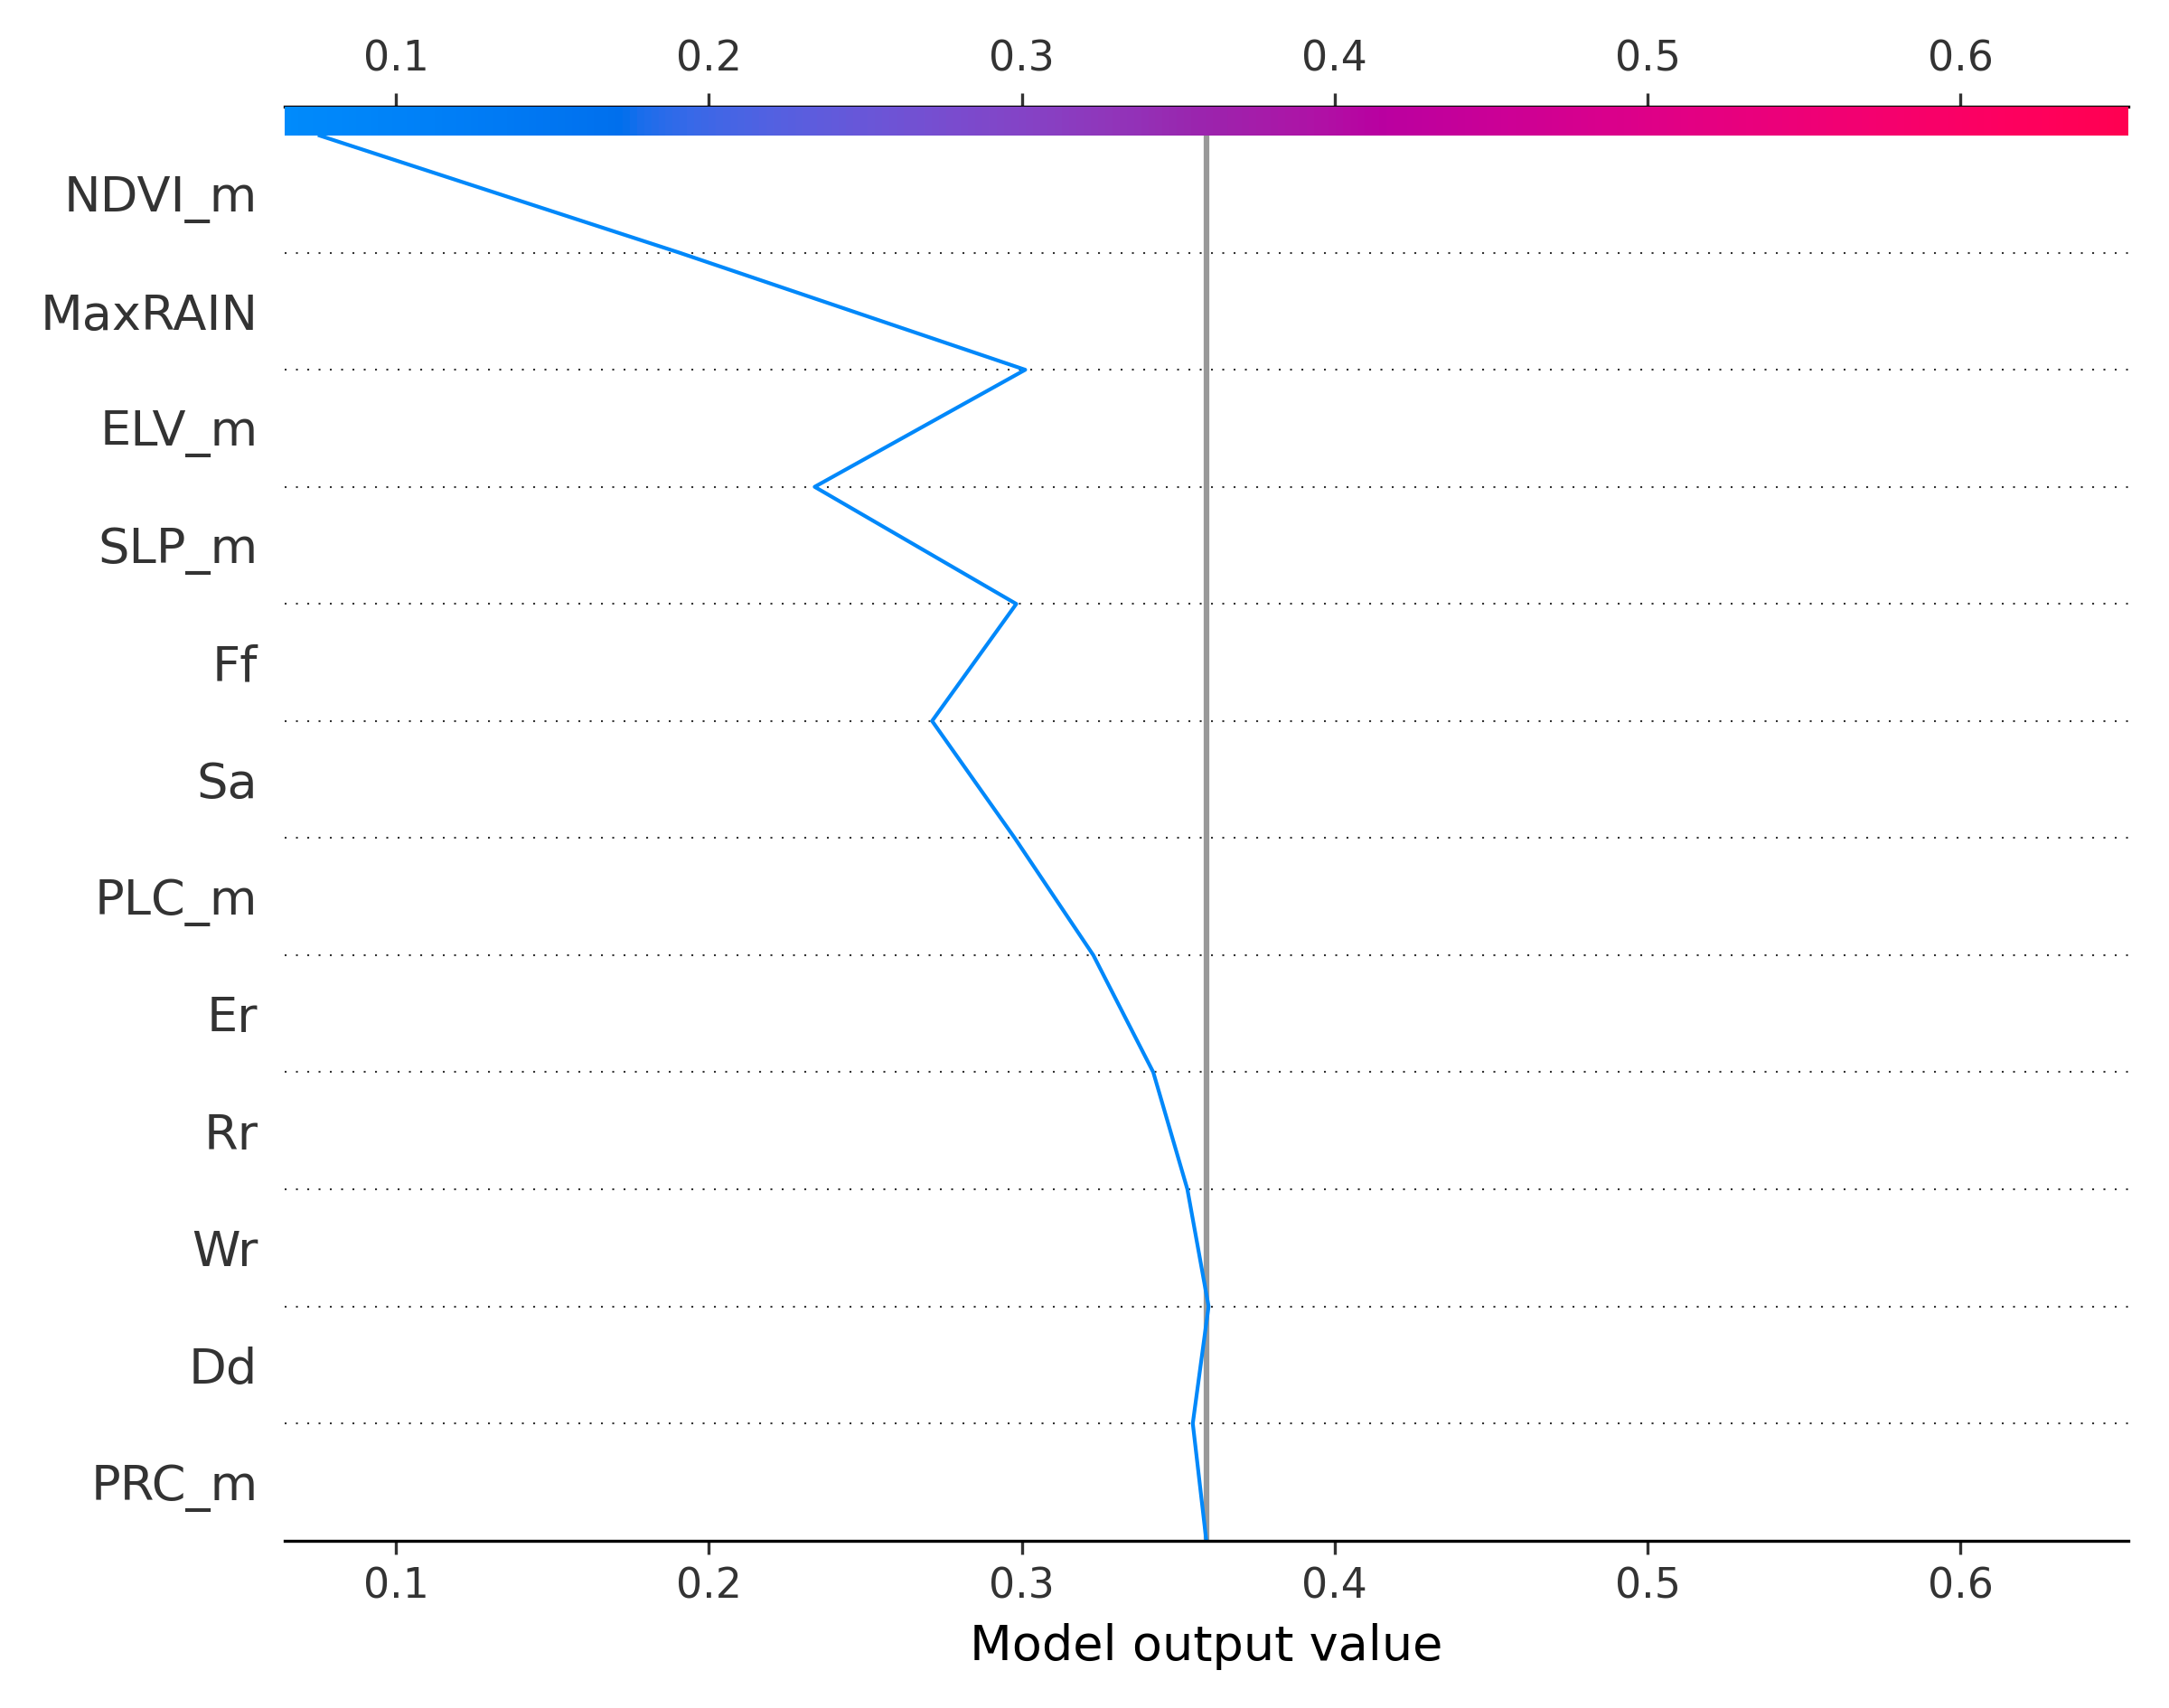 0.1 0.2 0.3 0.4 0.5 0.6
NDVI_m
MaxRAIN
ELV_m
SLP_m
Ff
Sa
PLC_m
Er
Rr
Wr
Dd
PRC_m
0.1 0.2 0.3 0.4 0.5 0.6
Model output value